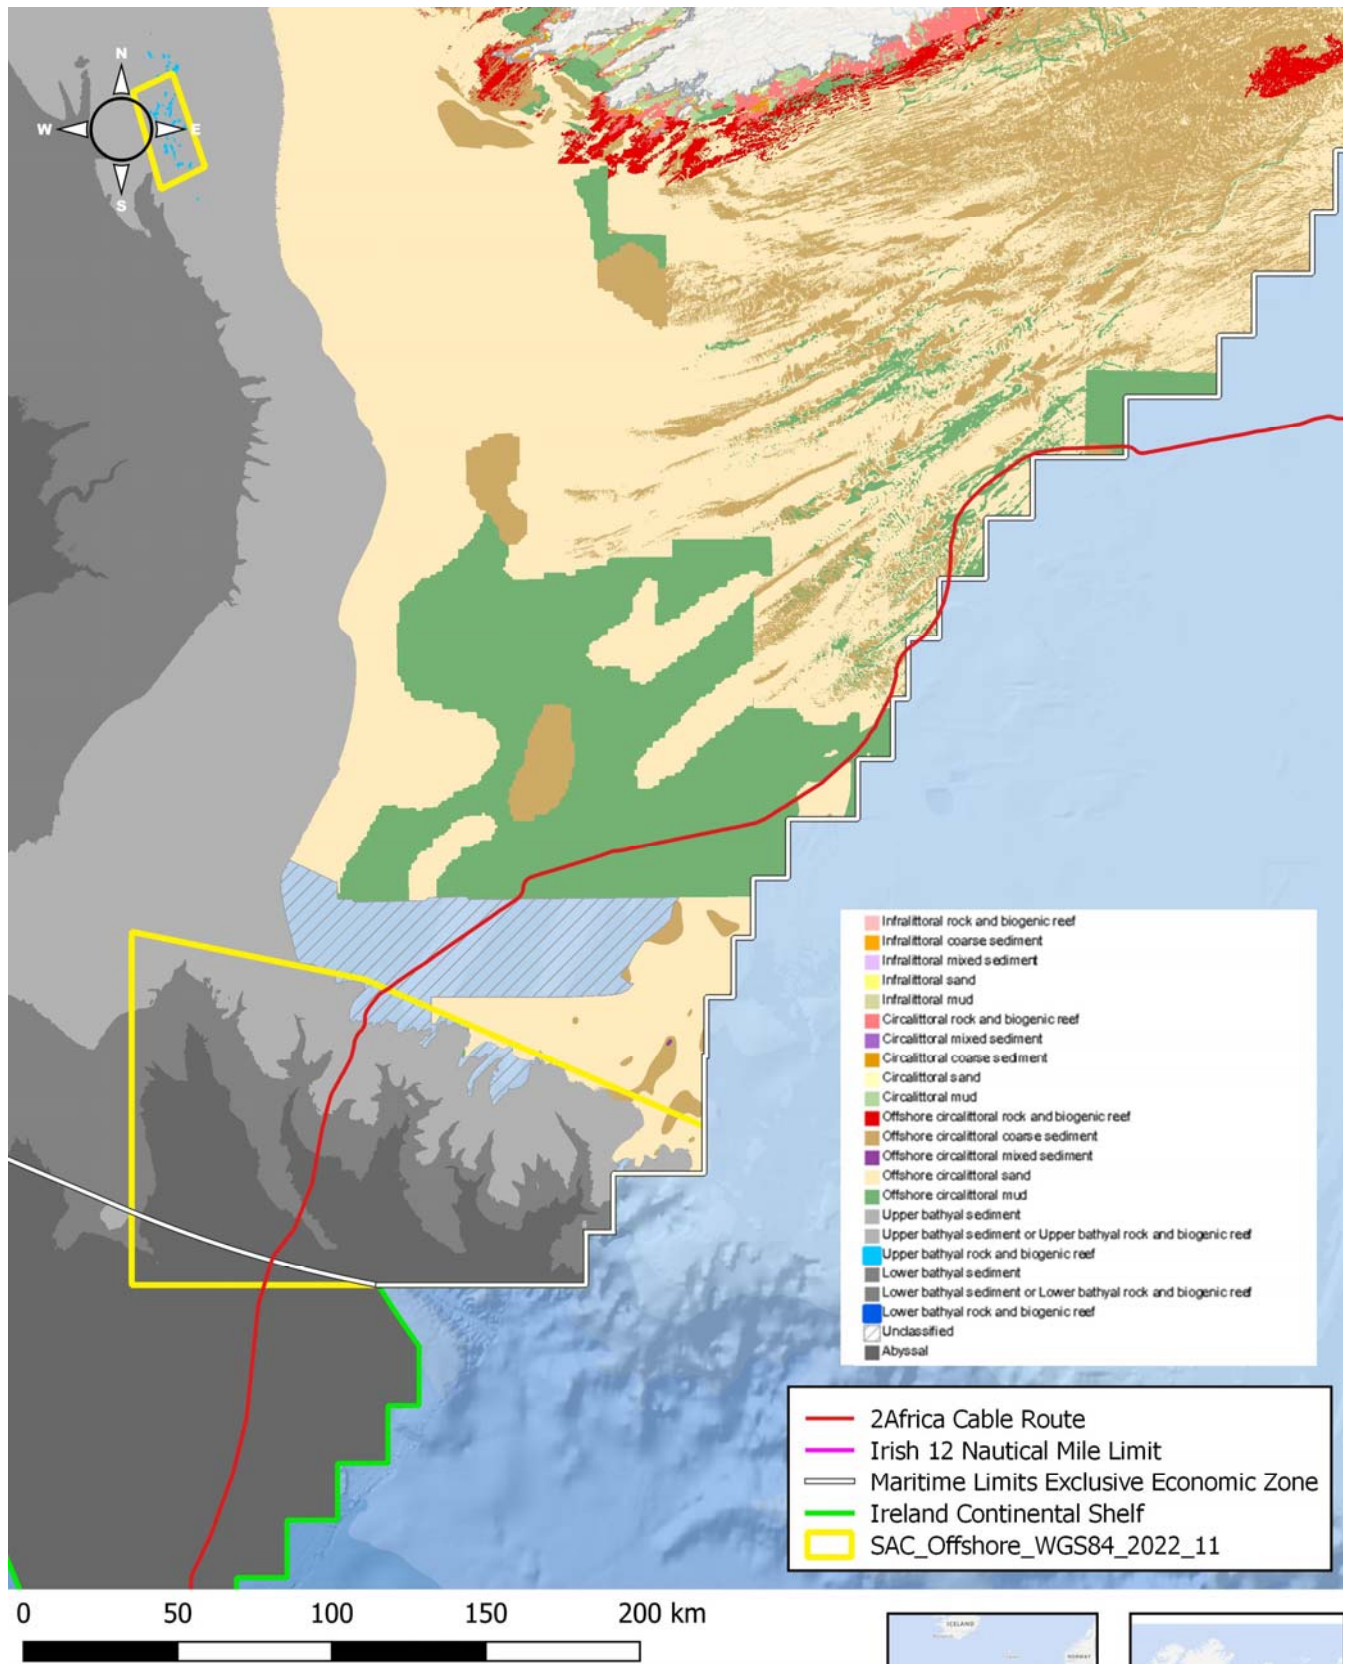 N
W
E
S
Infralittoral rock and biogenic reef
Infralittoral coarse sediment
Infralittoral mixed sediment
Infralittoral sand
Infralittoral mud
Circalittoral rock and biogenic reef
Circalittoral mixed sediment
Circalittoral coarse sediment
Circalittoral sand
Circalittoral mud
Offshore circalittoral rock and biogenic reef
Offshore circalittoral coarse sediment
Offshore circalittoral mixed sediment
Offshore circalittoral sand
Offshore circalittoral mud
Upper bathyal sediment
Upper bathyal sediment or Upper bathyal rock and biogenic reef
Upper bathyal rock and biogenic reef
Lower bathyal sediment
Lower bathyal sediment or Lower bathyal rock and biogenic reef
Lower bathyal rock and biogenic reef
Unclassified
Abyssal
2Africa Cable Route
Irish 12 Nautical Mile Limit
Maritime Limits Exclusive Economic Zone
Ireland Continental Shelf
SAC_Offshore_WGS84_2022_11
0 50 100 150 200 km
ICELAND
NORWAY